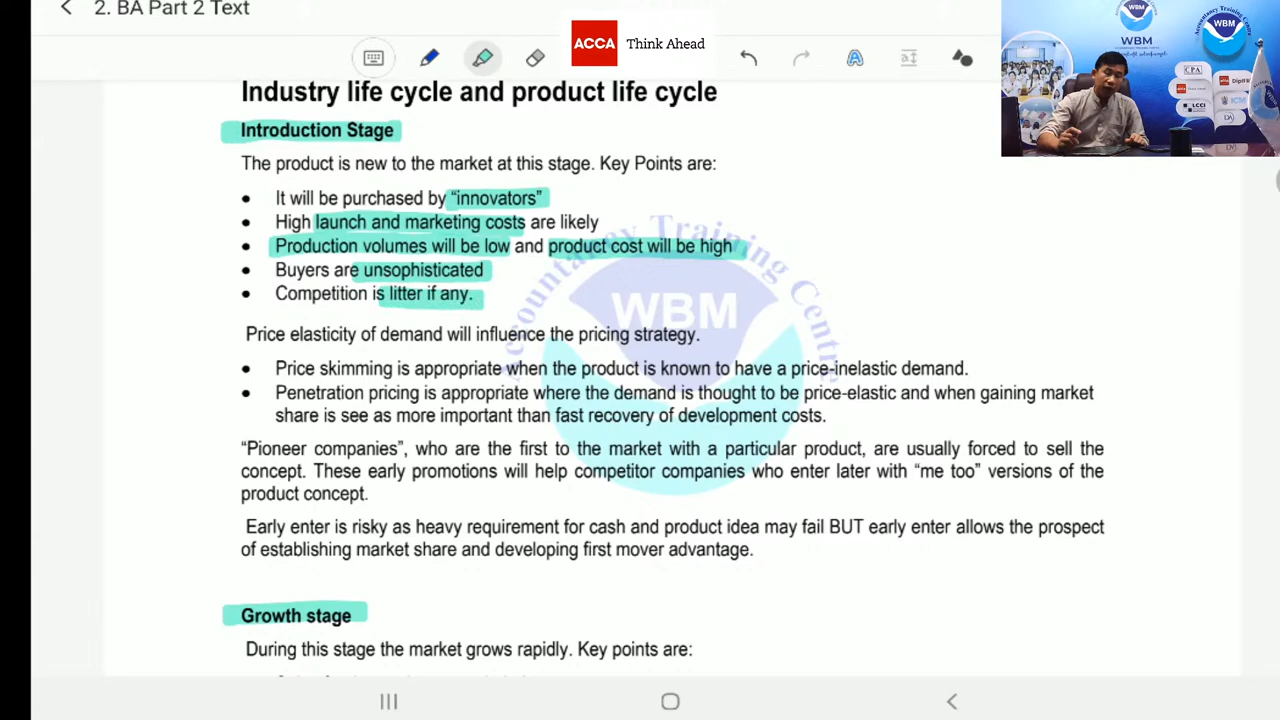 2. BA Part 2 Text
ACCA Think Ahead
Industry life cycle and product life cycle
Introduction Stage
The product is new to the market at this stage. Key Points are:
It will be purchased by “innovators”
High launch and marketing costs are likely
Production volumes will be low and product cost will be high
Buyers are unsophisticated
Competition is litter if any.
Price elasticity of demand will influence the pricing strategy.
Price skimming is appropriate when the product is known to have a price-inelastic demand.
Penetration pricing is appropriate where the demand is thought to be price-elastic and when gaining market
share is see as more important than fast recovery of development costs.
“Pioneer companies”, who are the first to the market with a particular product, are usually forced to sell the
concept. These early promotions will help competitor companies who enter later with “me too” versions of the
product concept.
Early enter is risky as heavy requirement for cash and product idea may fail BUT early enter allows the prospect
of establishing market share and developing first mover advantage.
Growth stage
During this stage the market grows rapidly. Key points are:
Accountancy Training Centre
WBM
WBM
WBM
WBM
CPA
LCCI
ICM